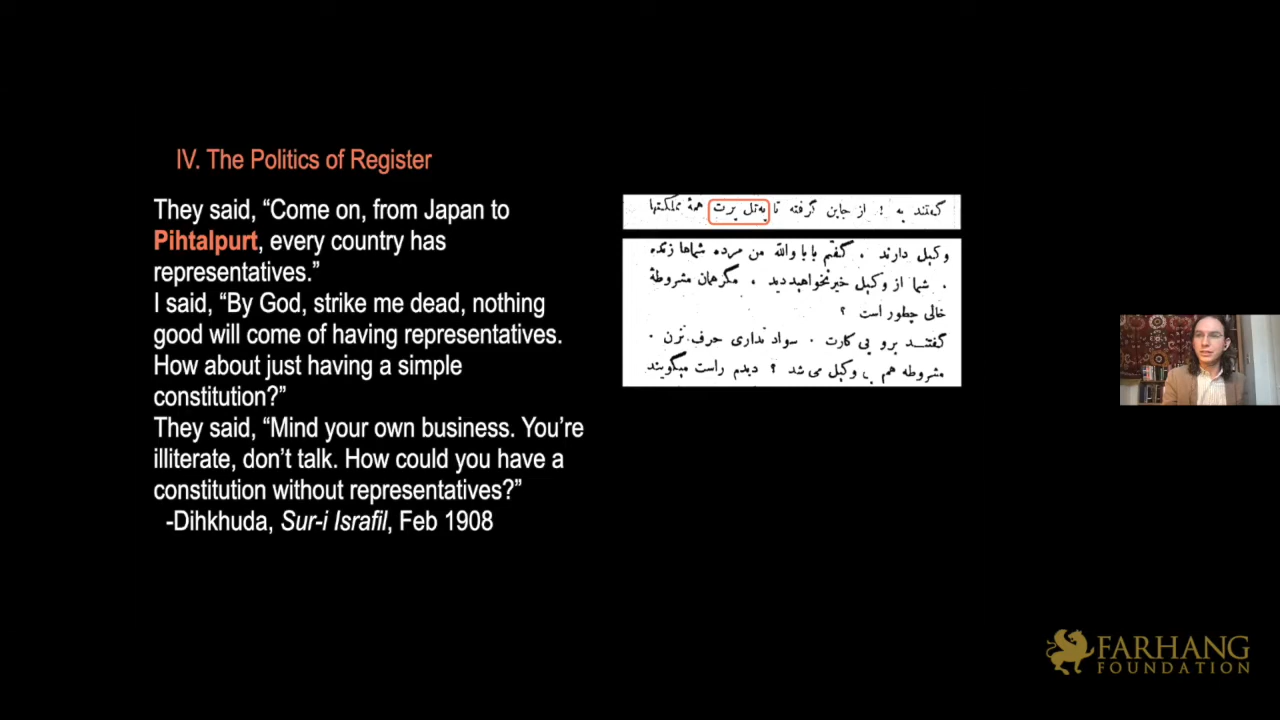 IV. The Politics of Register
They said, “Come on, from Japan to
Pihtalpurt, every country has
representatives.”
I said, “By God, strike me dead, nothing
good will come of having representatives.
How about just having a simple
constitution?”
They said, “Mind your own business. You’re
illiterate, don’t talk. How could you have a
constitution without representatives?”
-Dihkhuda, Sur-i Israfil, Feb 1908
گفتند به ! از جاپن گرفته تا پهتل پرت همهٔ مملکتها
وکیل دارند . گفتم بابا والله من مرده شماها زنده
. شما از وکیل خیر نخواهید دید . مگر همان مشروطهٔ
خالی چطور است ؟
گفتند برو پی کارت . سواد نداری حرف نزن .
مشروطه هم بی وکیل می شد ؟ دیدم راست میگویند
FARHANG
FOUNDATION